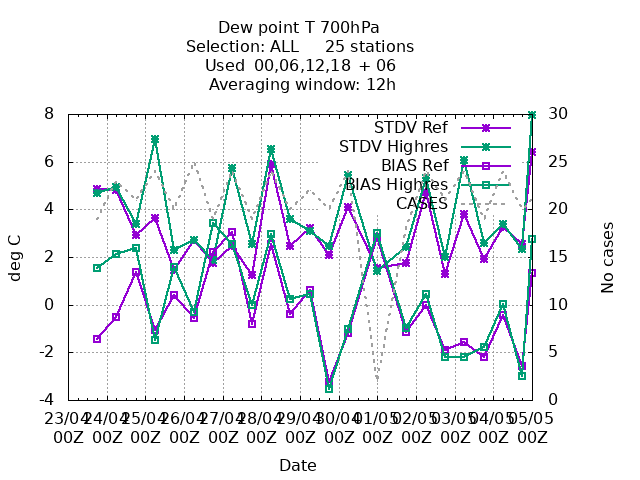 Dew point T 700hPa
Selection: ALL 25 stations
Used 00,06,12,18 + 06
Averaging window: 12h
8 30
STDV Ref
STDV Highres
6 25
BIAS Ref
BIAS Highres
4 20
CASES
2 15
0 10
-2 5
-4 0
deg C
No cases
23/04 24/04 25/04 26/04 27/04 28/04 29/04 30/04 01/05 02/05 03/05 04/05 05/05
00Z 00Z 00Z 00Z 00Z 00Z 00Z 00Z 00Z 00Z 00Z 00Z 00Z
Date